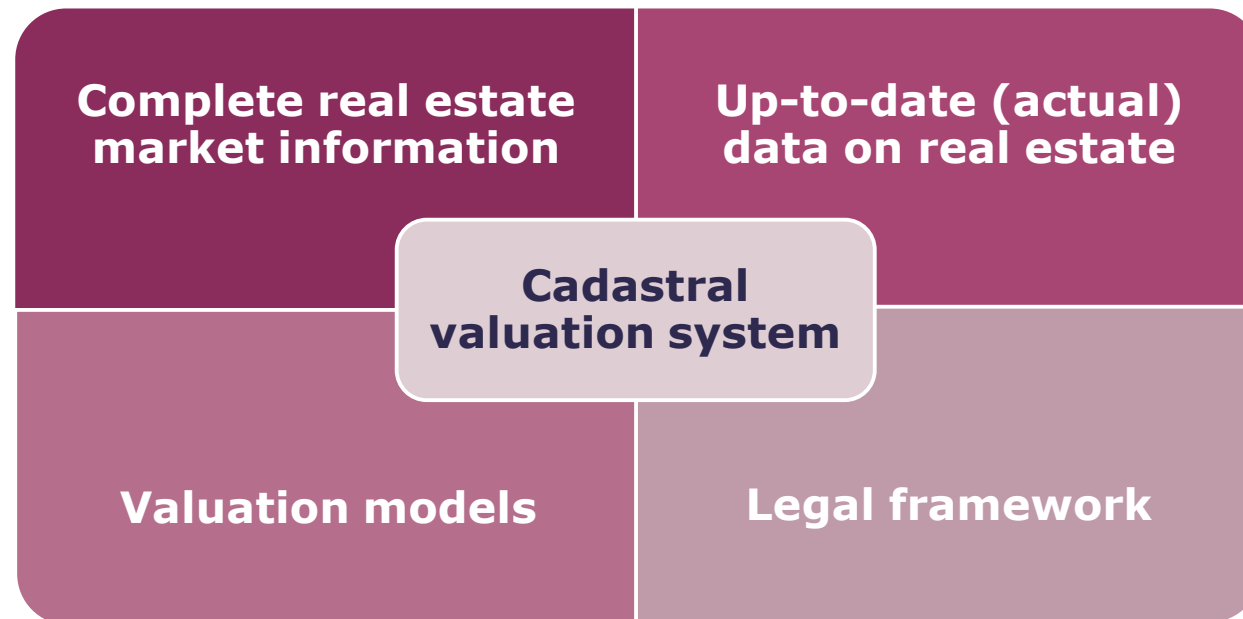 Complete real estate
market information
Up-to-date (actual)
data on real estate
Cadastral
valuation system
Valuation models
Legal framework